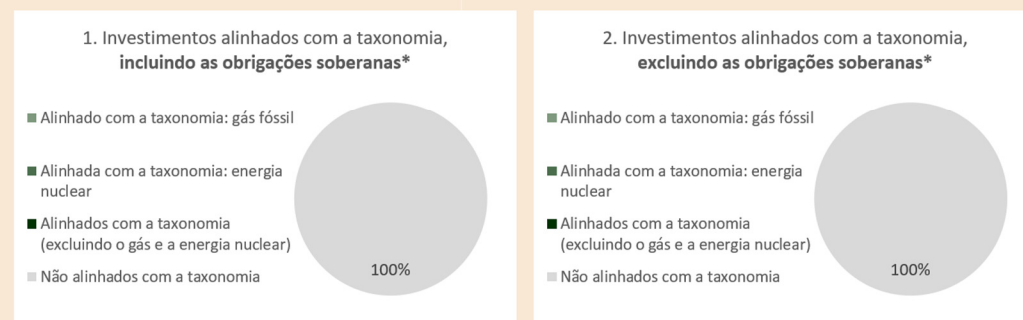 1. Investimentos alinhados com a taxonomia,
incluindo as obrigações soberanas*
Alinhado com a taxonomia: gás fóssil
Alinhada com a taxonomia: energia
nuclear
Alinhados com a taxonomia
(excluindo o gás e a energia nuclear)
Não alinhados com a taxonomia
100%
2. Investimentos alinhados com a taxonomia,
excluindo as obrigações soberanas*
Alinhado com a taxonomia: gás fóssil
Alinhada com a taxonomia: energia
nuclear
Alinhados com a taxonomia
(excluindo o gás e a energia nuclear)
Não alinhados com a taxonomia
100%